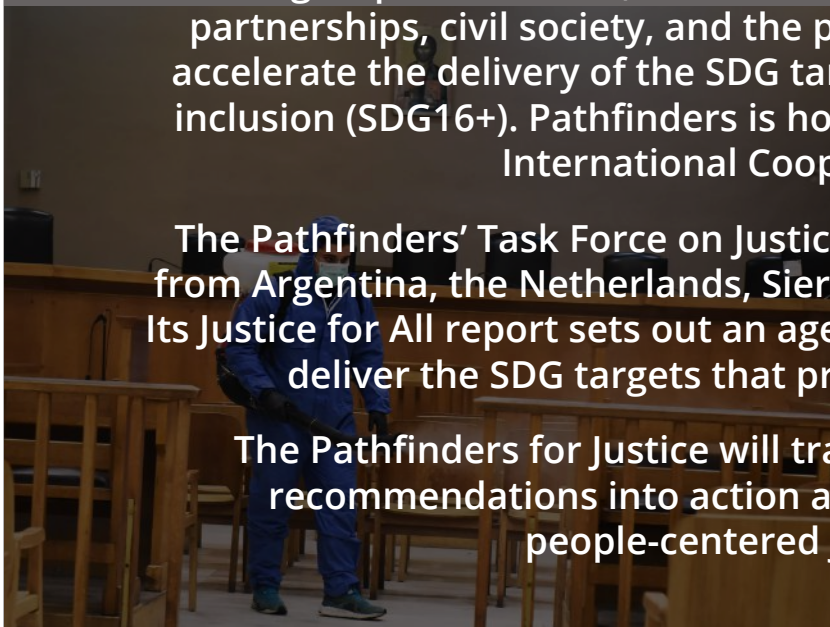 partnerships, civil society, and the p
accelerate the delivery of the SDG tar
inclusion (SDG16+). Pathfinders is ho
International Coop
The Pathfinders’ Task Force on Justic
from Argentina, the Netherlands, Sier
Its Justice for All report sets out an age
deliver the SDG targets that pr
The Pathfinders for Justice will tra
recommendations into action a
people-centered